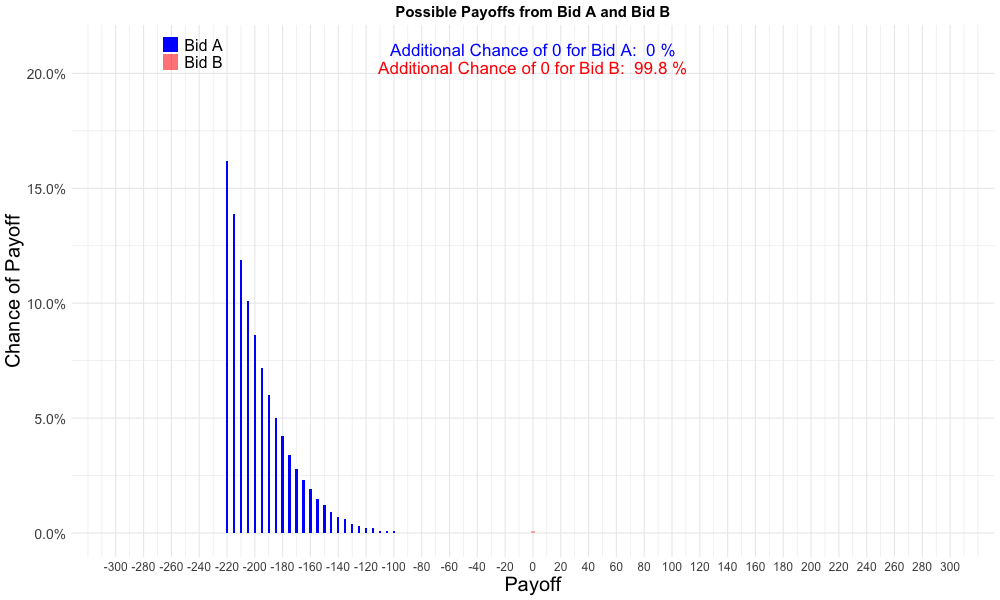 Possible Payoffs from Bid A and Bid B
Bid A
Bid B
Additional Chance of 0 for Bid A:  0 %
Additional Chance of 0 for Bid B:  99.8 %
Chance of Payoff
20.0%
15.0%
10.0%
5.0%
0.0%
-300 -280 -260 -240 -220 -200 -180 -160 -140 -120 -100 -80 -60 -40 -20 0 20 40 60 80 100 120 140 160 180 200 220 240 260 280 300
Payoff